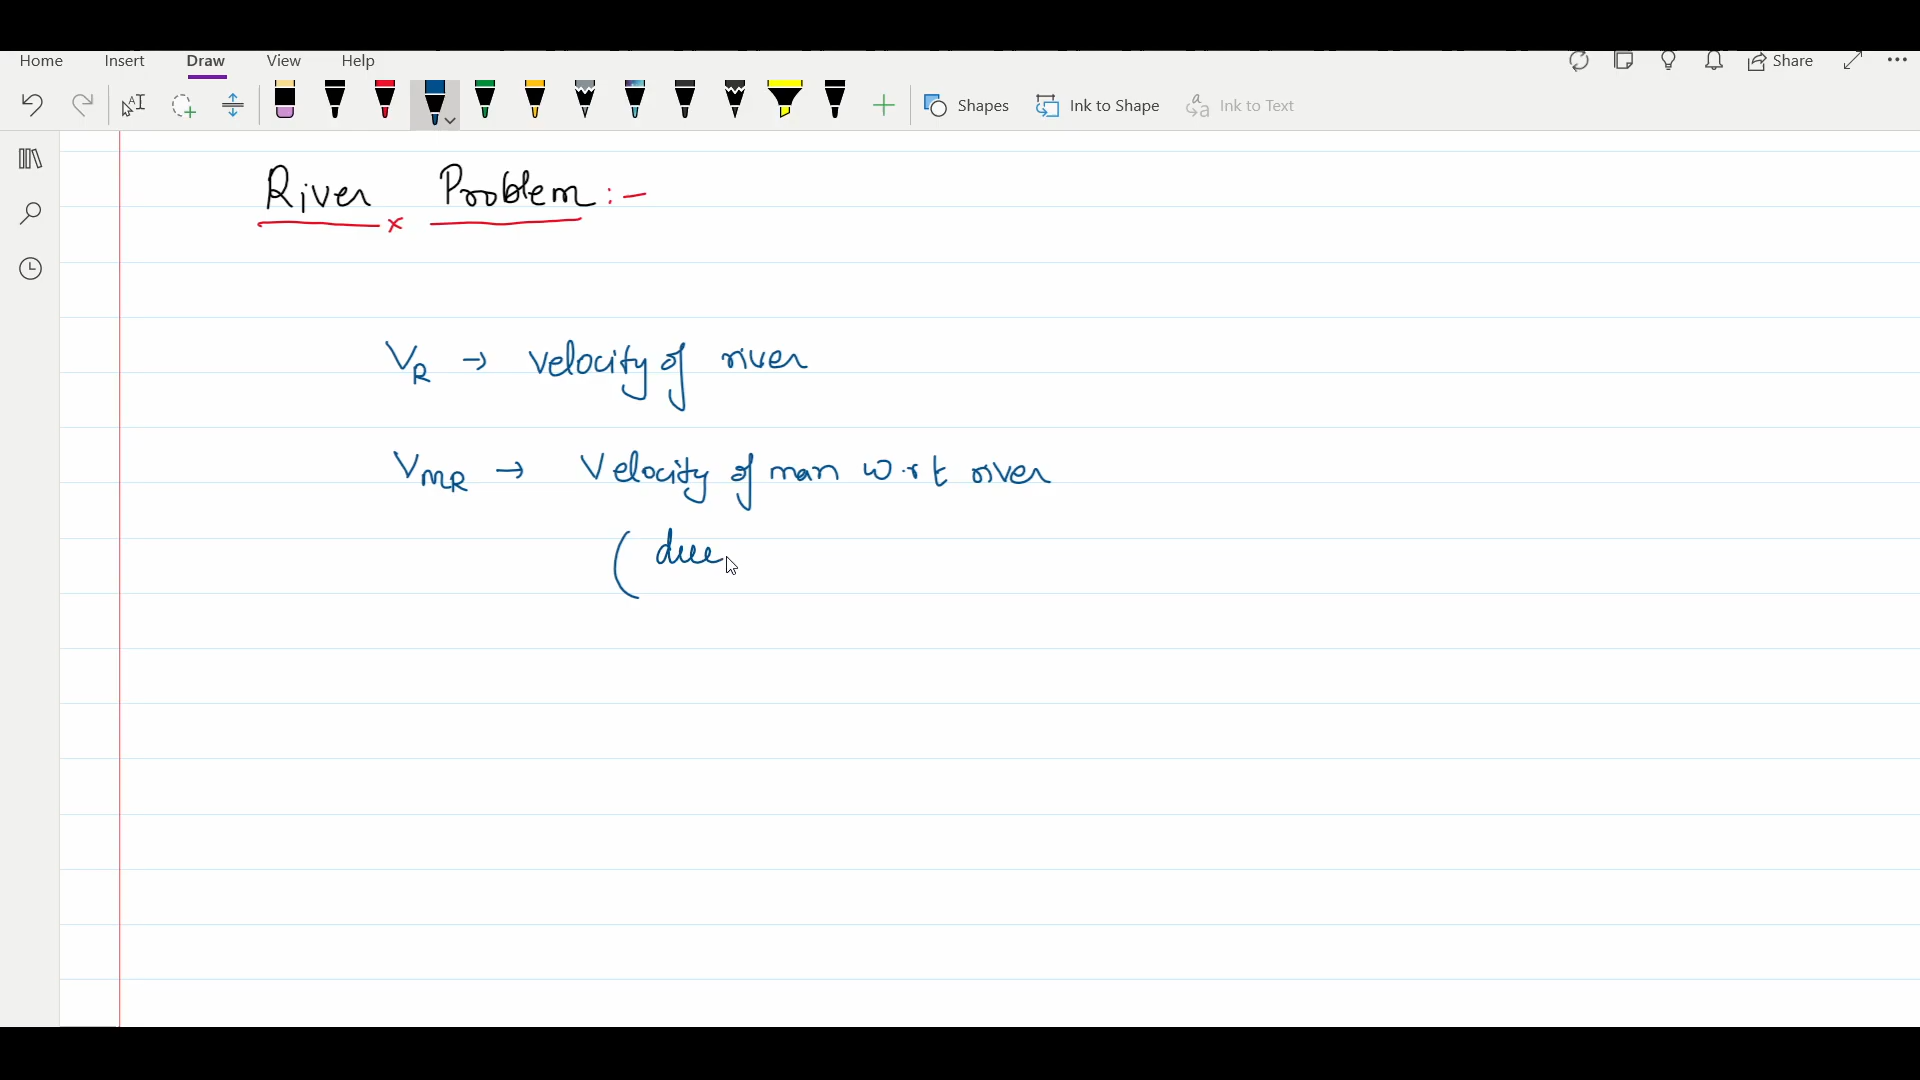 Home Insert Draw View Help Share
Shapes Ink to Shape Ink to Text
River Problem :-
VR → velocity of river
VMR → Velocity of man w.r.t river
( due